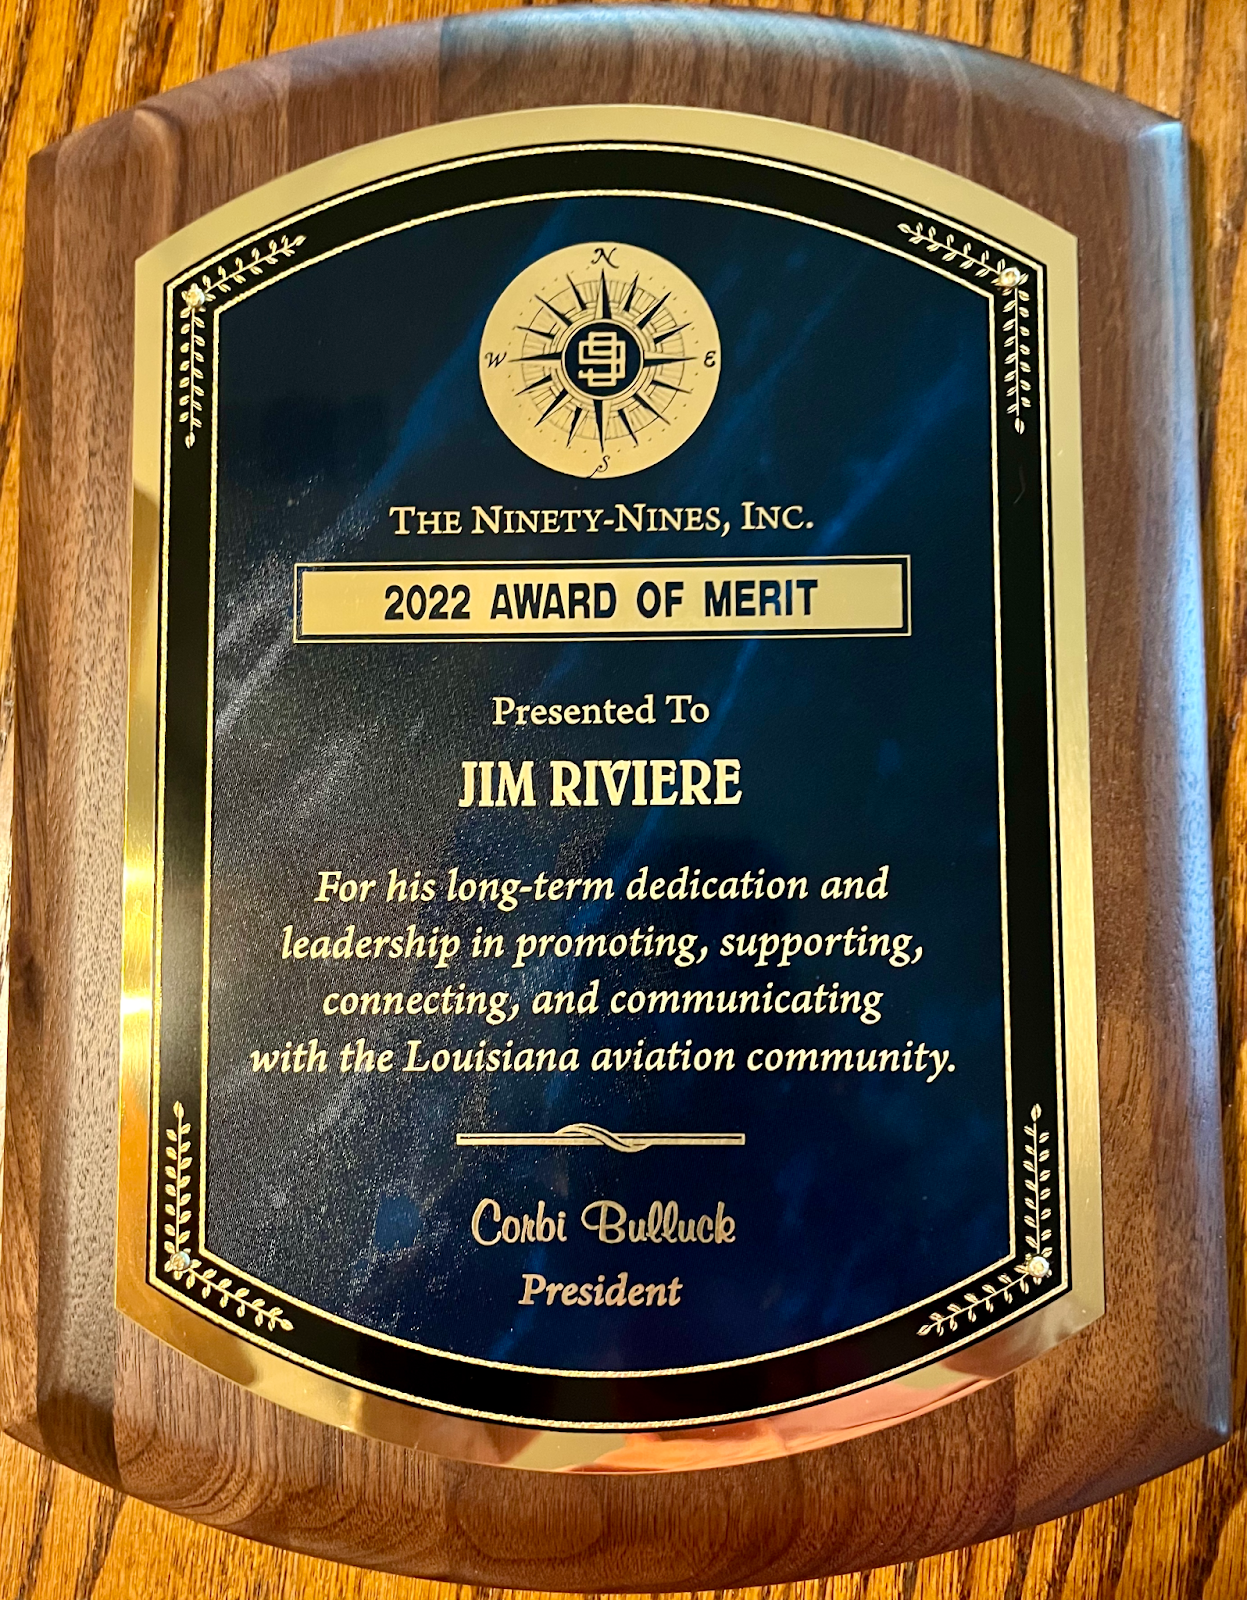 N
W 99 E
S
THE NINETY-NINES, INC.
2022 AWARD OF MERIT
Presented To
JIM RIVIERE
For his long-term dedication and
leadership in promoting, supporting,
connecting, and communicating
with the Louisiana aviation community.
Corbi Bulluck
President